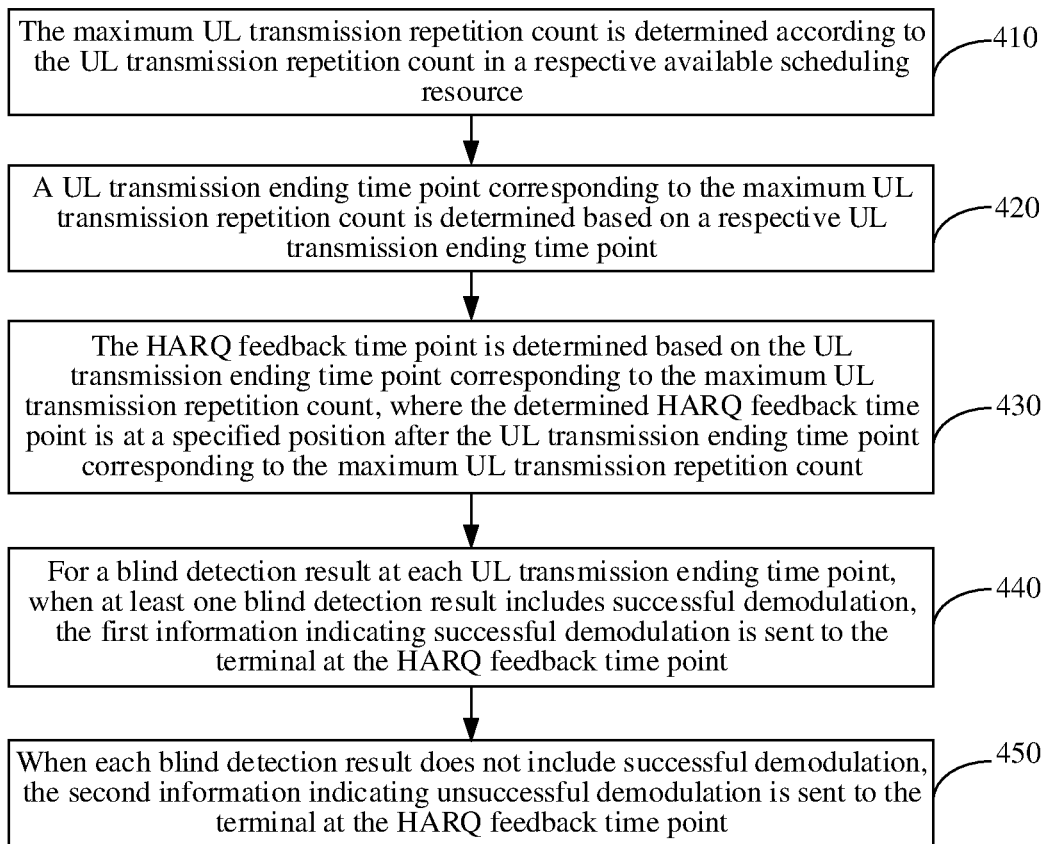 The maximum UL transmission repetition count is determined according to
the UL transmission repetition count in a respective available scheduling
resource
410
A UL transmission ending time point corresponding to the maximum UL
transmission repetition count is determined based on a respective UL
transmission ending time point
420
The HARQ feedback time point is determined based on the UL
transmission ending time point corresponding to the maximum UL
transmission repetition count, where the determined HARQ feedback time
point is at a specified position after the UL transmission ending time point
corresponding to the maximum UL transmission repetition count
430
For a blind detection result at each UL transmission ending time point,
when at least one blind detection result includes successful demodulation,
the first information indicating successful demodulation is sent to the
terminal at the HARQ feedback time point
440
When each blind detection result does not include successful demodulation,
the second information indicating unsuccessful demodulation is sent to the
terminal at the HARQ feedback time point
450